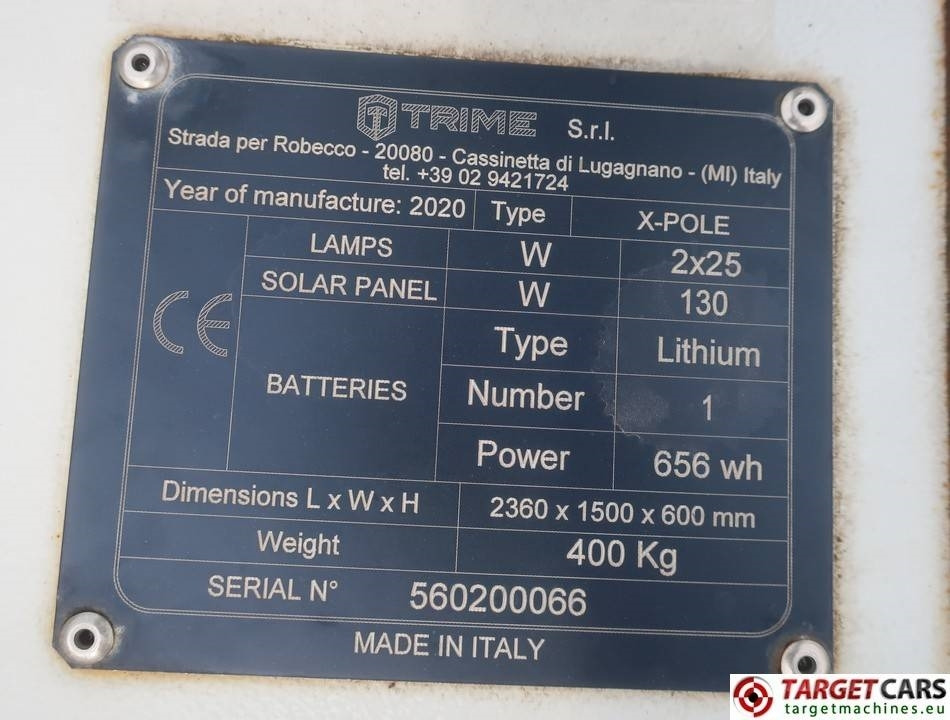 TRIME S.r.l.
Strada per Robecco - 20080 - Cassinetta di Lugagnano - (MI) Italy
tel. +39 02 9421724
Year of manufacture: 2020 Type X-POLE
LAMPS W 2x25
SOLAR PANEL W 130
CE
BATTERIES
Type Lithium
Number 1
Power 656 wh
Dimensions L x W x H 2360 x 1500 x 600 mm
Weight 400 Kg
SERIAL N° 560200066
MADE IN ITALY
TARGETCARS
targetmachines.eu